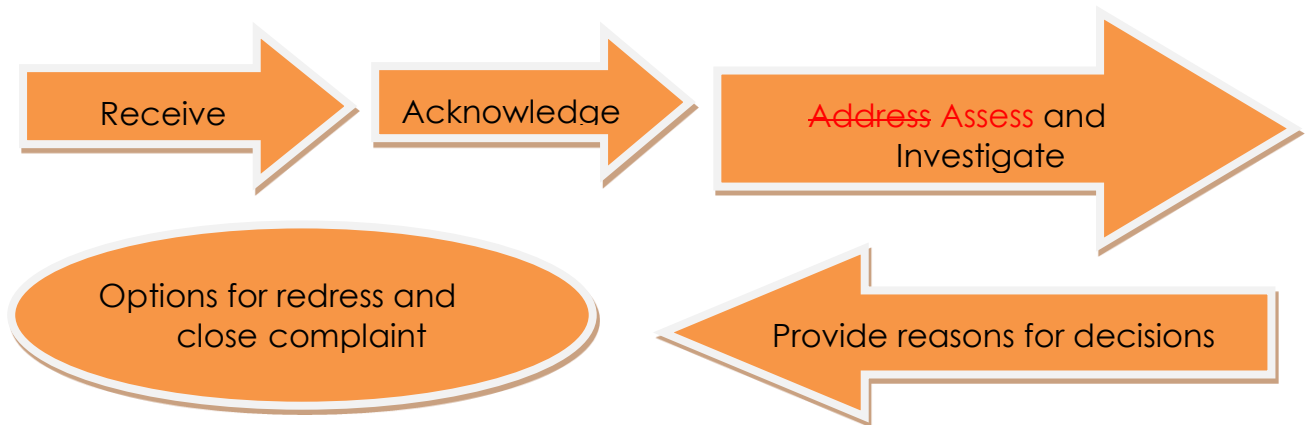 Receive
Acknowledge
Address Assess and
Investigate
Provide reasons for decisions
Options for redress and
close complaint